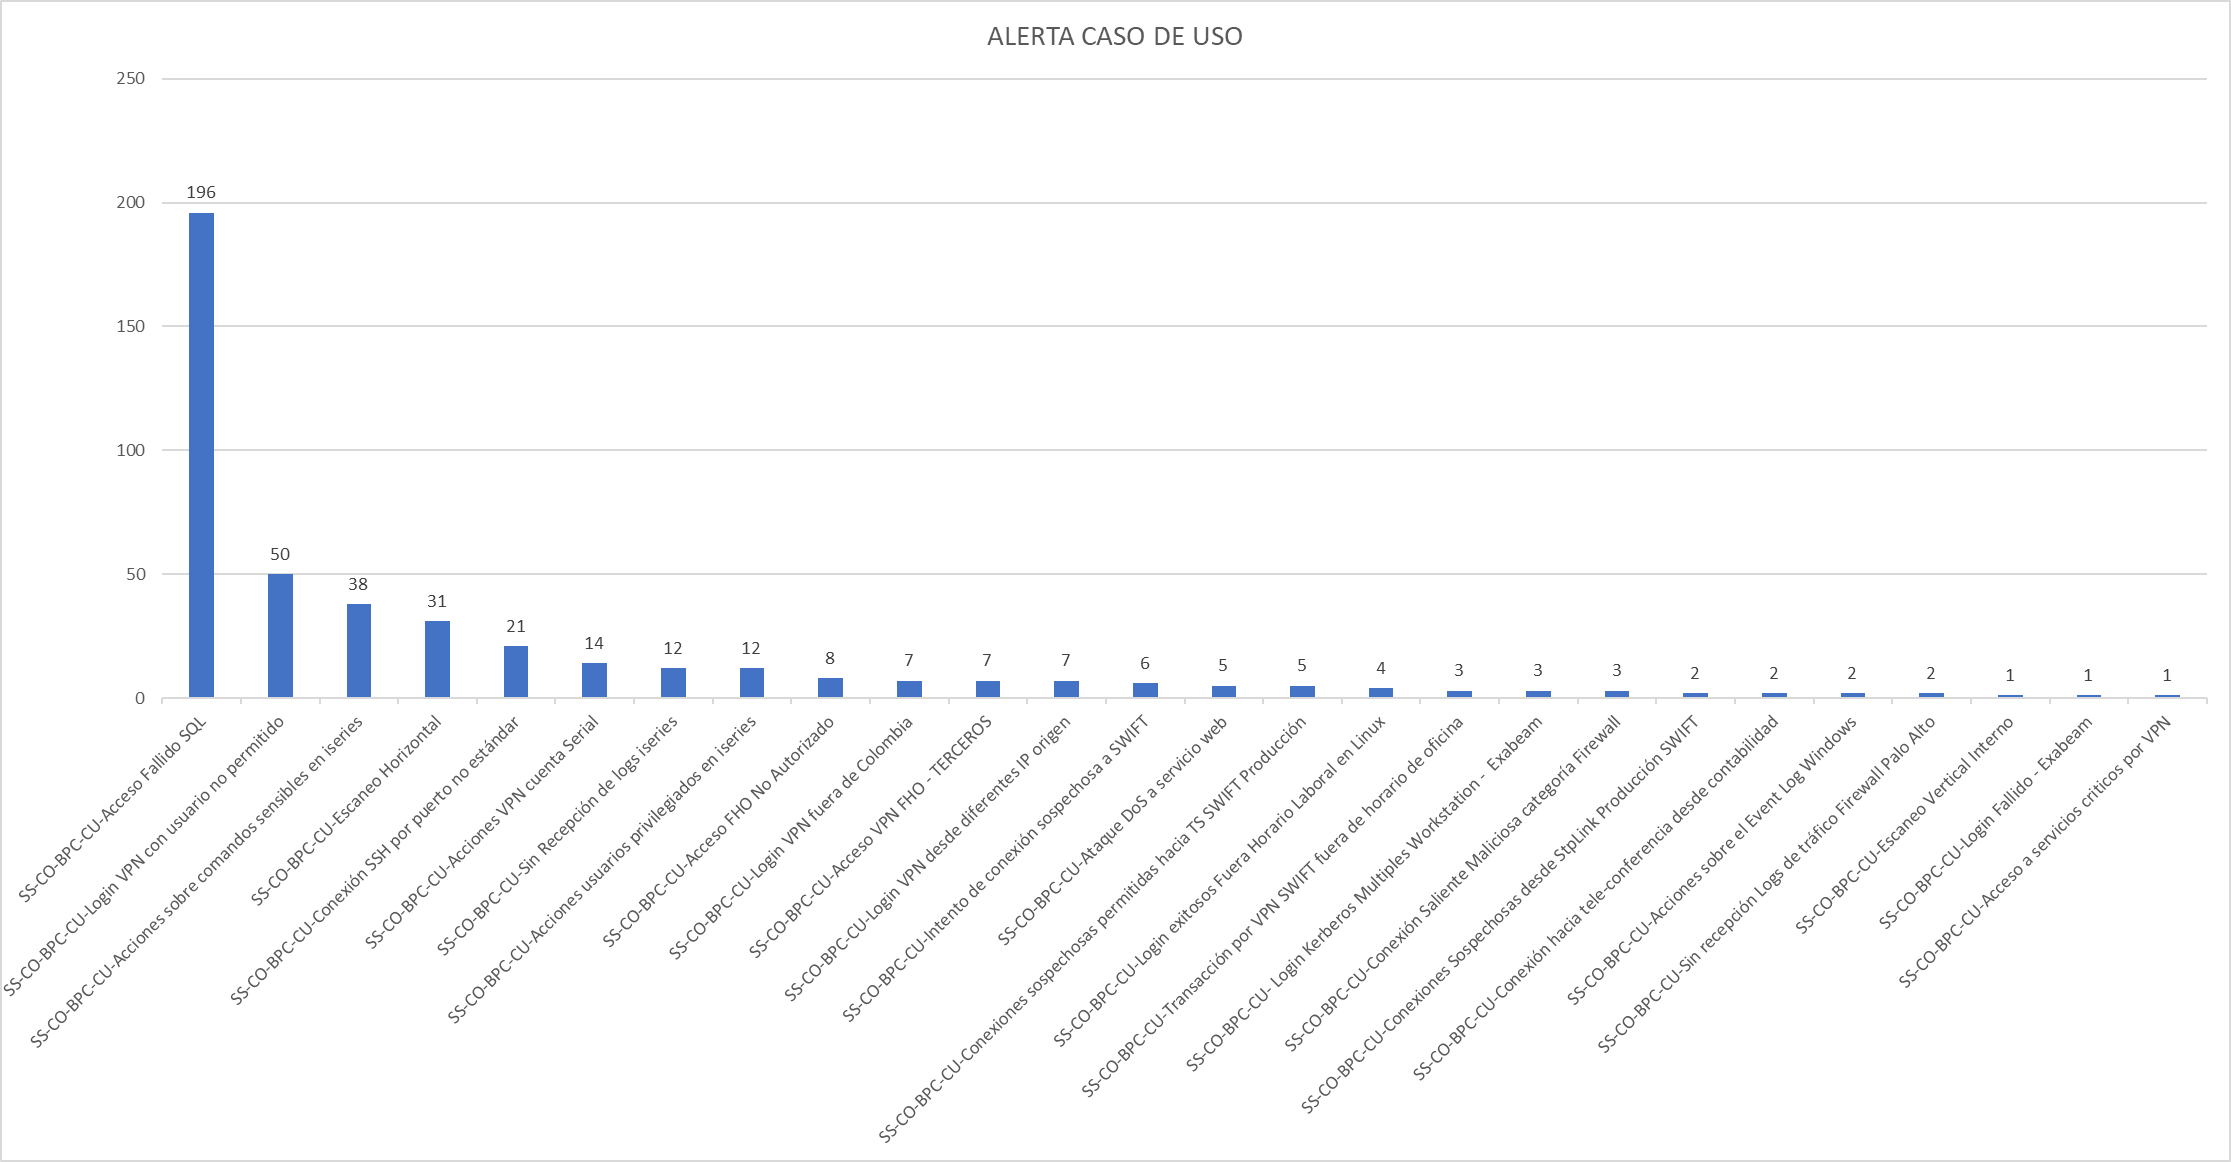 ALERTA CASO DE USO
250
200
150
100
50
0
196
50
38
31
21
14
12
12
8
7
7
7
6
5
5
4
3
3
3
2
2
2
2
1
1
1
SS-CO-BPC-CU-Acceso Fallido SQL
SS-CO-BPC-CU-Login VPN con usuario no permitido
SS-CO-BPC-CU-Acciones sobre comandos sensibles en iseries
SS-CO-BPC-CU-Escaneo Horizontal
SS-CO-BPC-CU-Conexión SSH por puerto no estándar
SS-CO-BPC-CU-Acciones VPN cuenta Serial
SS-CO-BPC-CU-Sin Recepción de logs iseries
SS-CO-BPC-CU-Acciones usuarios privilegiados en iseries
SS-CO-BPC-CU-Acceso FHO No Autorizado
SS-CO-BPC-CU-Login VPN fuera de Colombia
SS-CO-BPC-CU-Acceso VPN FHO - TERCEROS
SS-CO-BPC-CU-Login VPN desde diferentes IP origen
SS-CO-BPC-CU-Intento de conexión sospechosa a SWIFT
SS-CO-BPC-CU-Ataque DoS a servicio web
SS-CO-BPC-CU-Conexiones sospechosas permitidas hacia TS SWIFT Producción
SS-CO-BPC-CU-Login exitosos Fuera Horario Laboral en Linux
SS-CO-BPC-CU-Transacción por VPN SWIFT fuera de horario de oficina
SS-CO-BPC-CU- Login Kerberos Multiples Workstation - Exabeam
SS-CO-BPC-CU-Conexión Saliente Maliciosa categoría Firewall
SS-CO-BPC-CU-Conexiones Sospechosas desde StpLink Producción SWIFT
SS-CO-BPC-CU-Conexión hacia tele-conferencia desde contabilidad
SS-CO-BPC-CU-Acciones sobre el Event Log Windows
SS-CO-BPC-CU-Sin recepción Logs de tráfico Firewall Palo Alto
SS-CO-BPC-CU-Escaneo Vertical Interno
SS-CO-BPC-CU-Login Fallido - Exabeam
SS-CO-BPC-CU-Acceso a servicios criticos por VPN